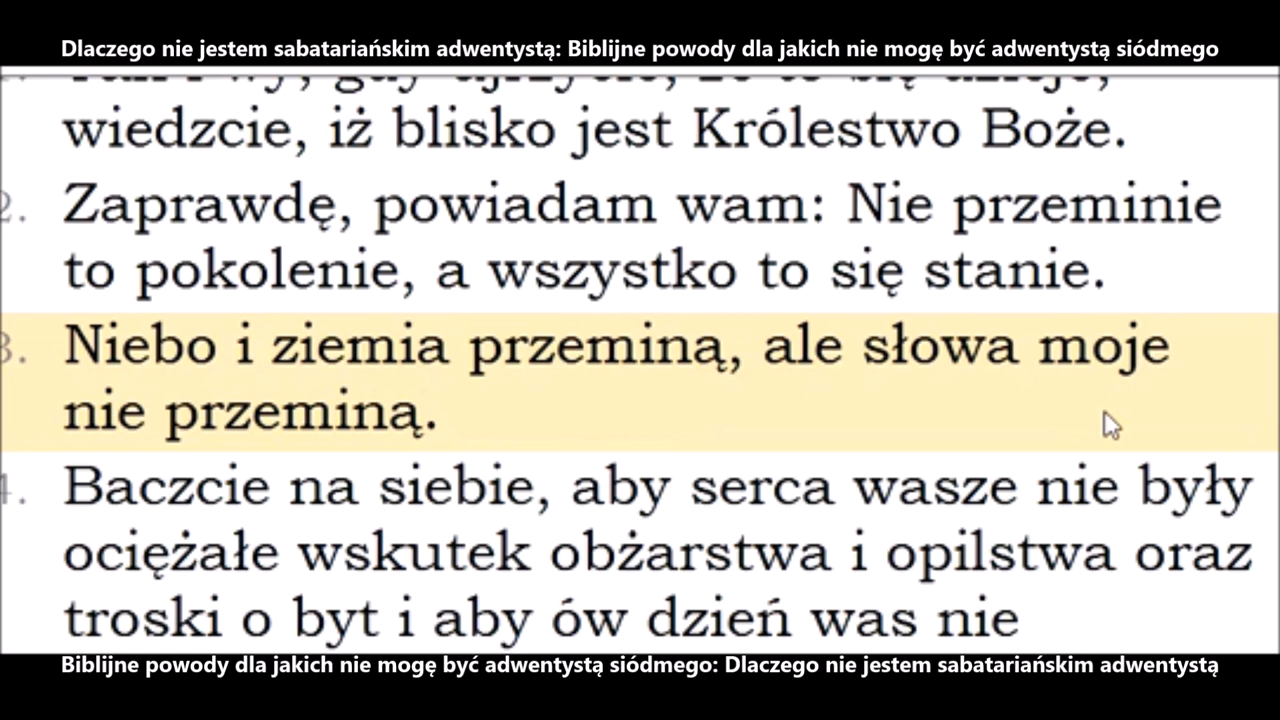 Dlaczego nie jestem sabatariańskim adwentystą: Biblijne powody dla jakich nie mogę być adwentystą siódmego
wiedzcie, iż blisko jest Królestwo Boże.
2. Zaprawdę, powiadam wam: Nie przeminie
to pokolenie, a wszystko to się stanie.
3. Niebo i ziemia przeminą, ale słowa moje
nie przeminą.
4. Baczcie na siebie, aby serca wasze nie były
ociężałe wskutek obżarstwa i opilstwa oraz
troski o byt i aby ów dzień was nie
Biblijne powody dla jakich nie mogę być adwentystą siódmego: Dlaczego nie jestem sabatariańskim adwentystą